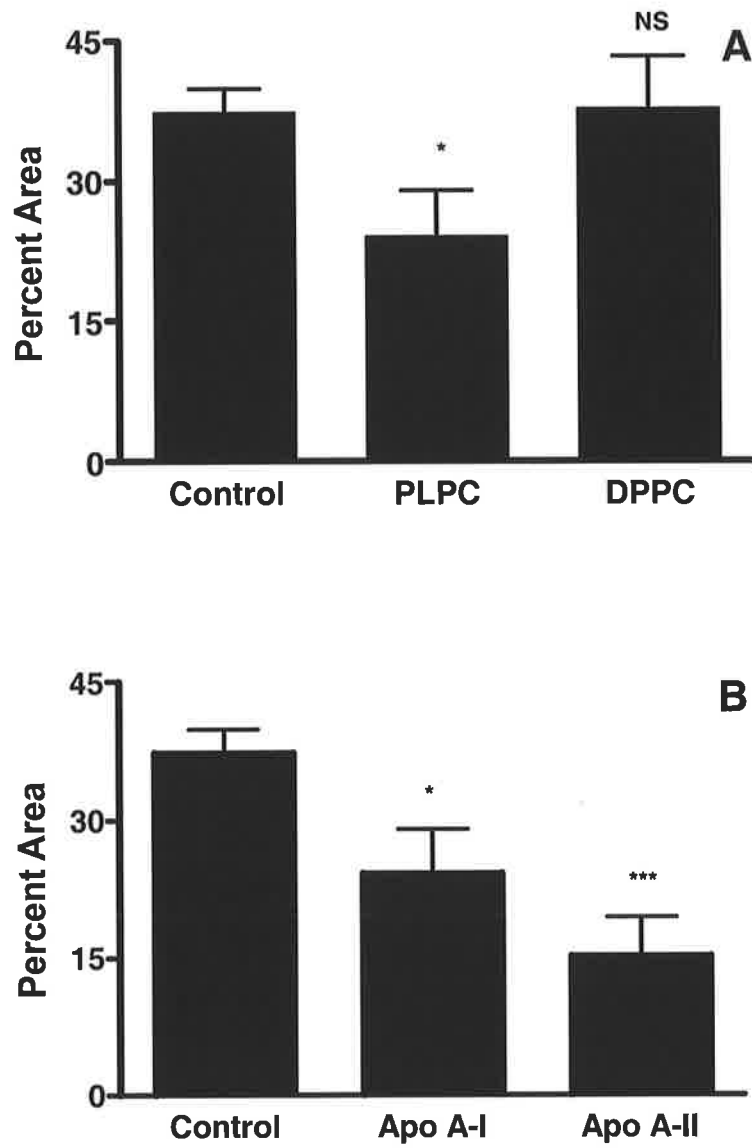 NS
A
45
*
30
15
0
Percent Area
Control PLPC DPPC
B
45
*
30
***
15
0
Percent Area
Control Apo A-I Apo A-II